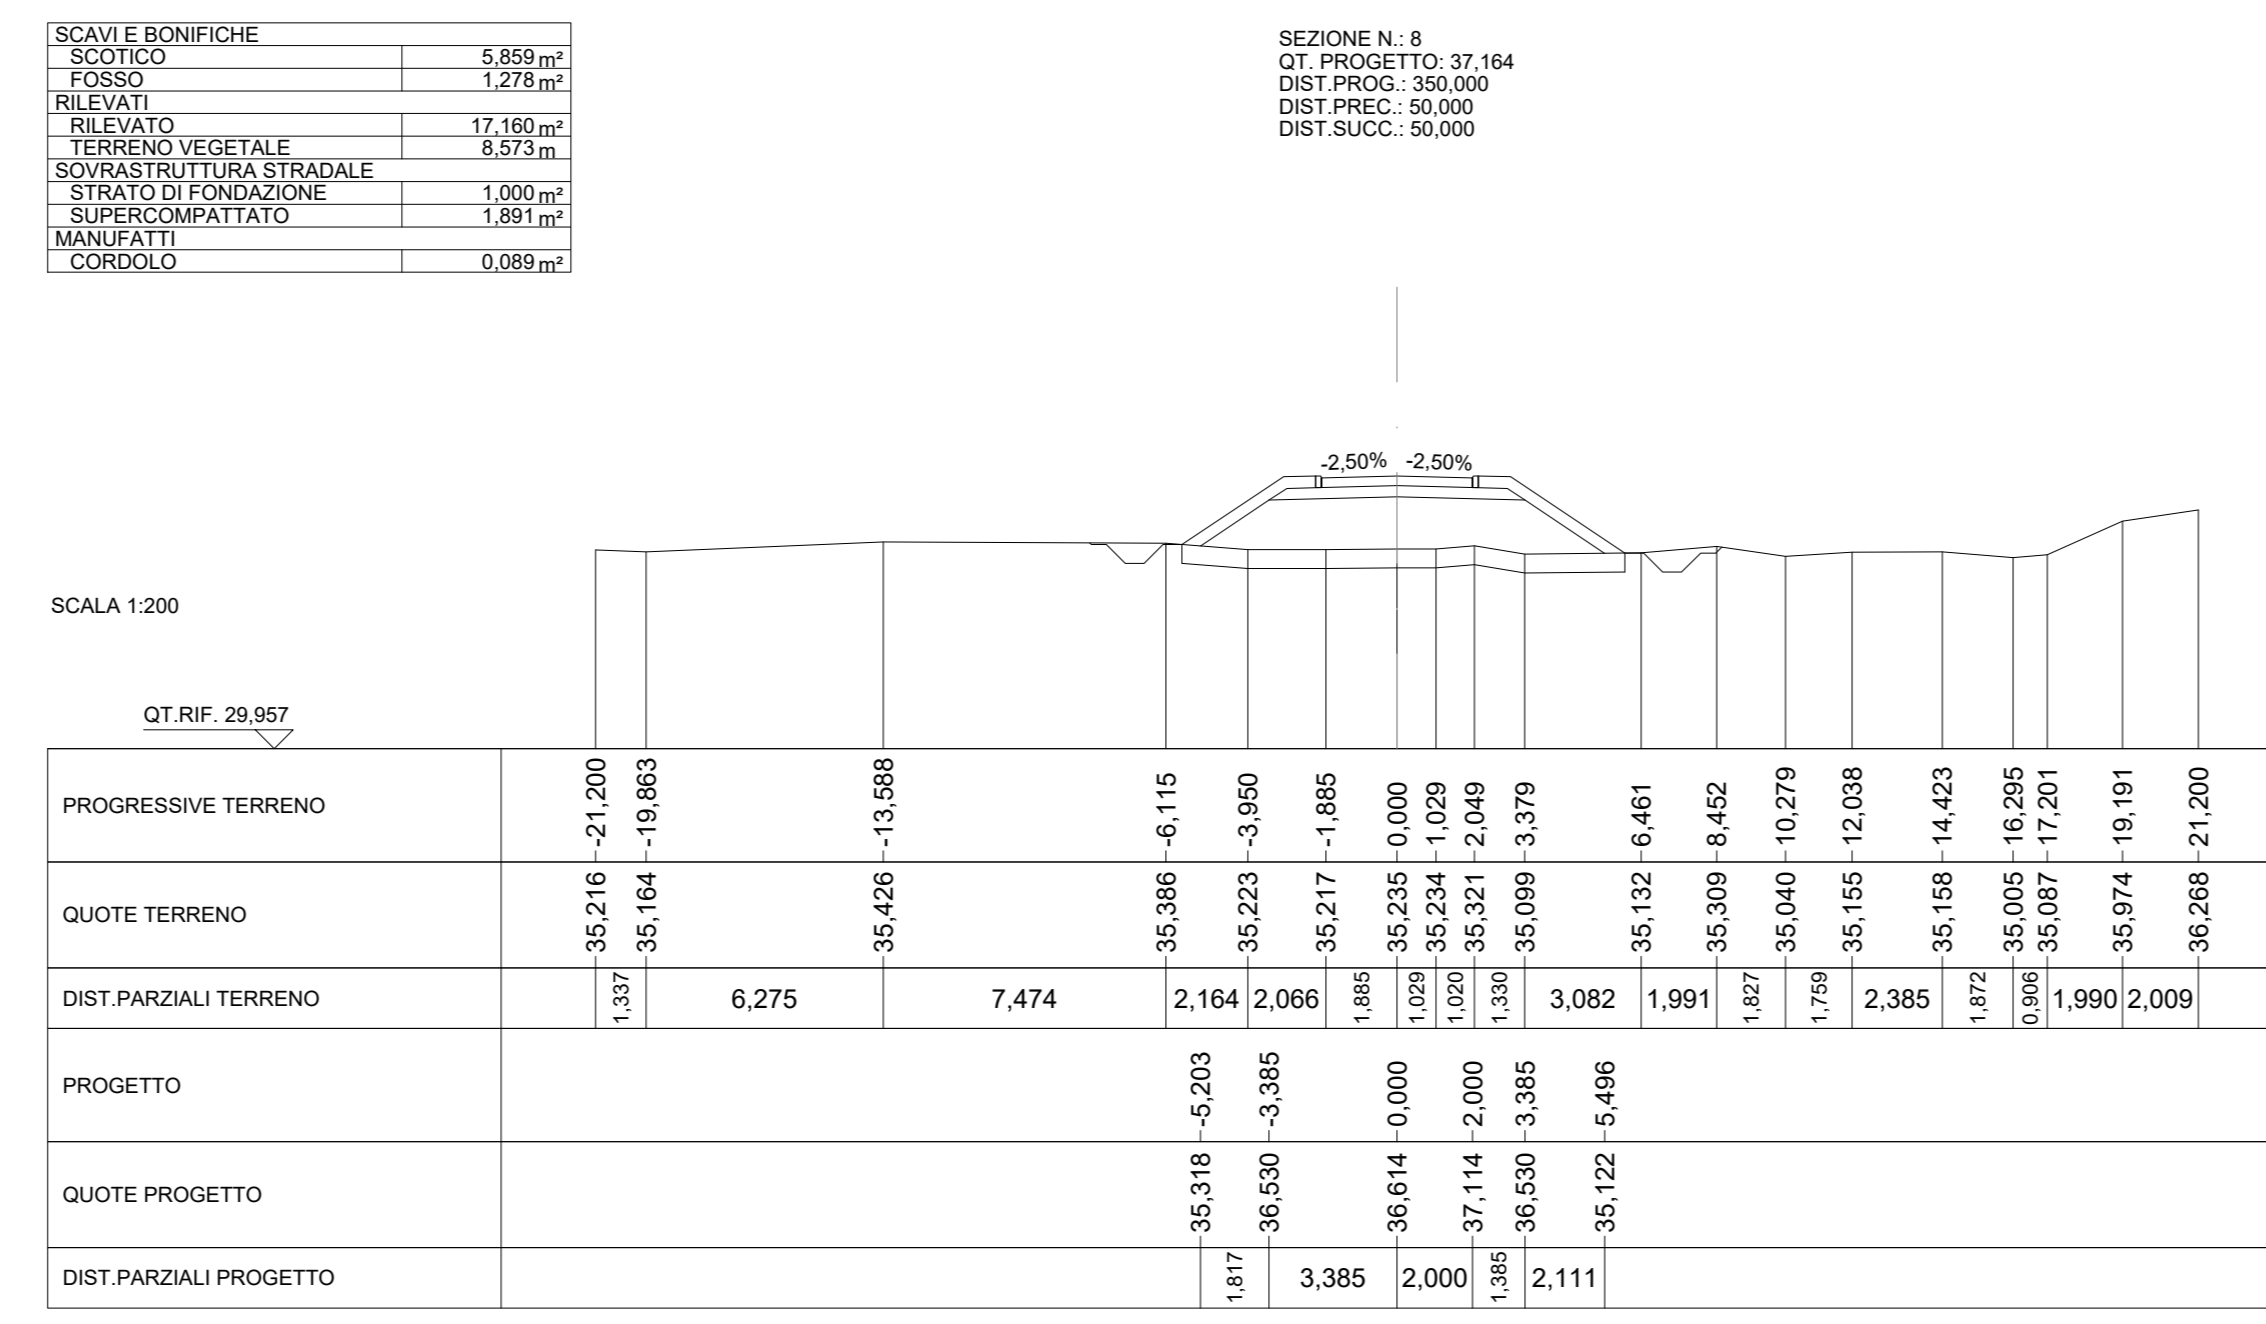 SCAVI E BONIFICHE
SCOTICO 5,859 m²
FOSSO 1,278 m²
RILEVATI
RILEVATO 17,160 m²
TERRENO VEGETALE 8,573 m
SOVRASTRUTTURA STRADALE
STRATO DI FONDAZIONE 1,000 m²
SUPERCOMPATTATO 1,891 m²
MANUFATTI
CORDOLO 0,089 m²
SEZIONE N.: 8
QT. PROGETTO: 37,164
DIST.PROG.: 350,000
DIST.PREC.: 50,000
DIST.SUCC.: 50,000
-2,50% -2,50%
SCALA 1:200
QT.RIF. 29,957
PROGRESSIVE TERRENO -21,200 -19,863 -13,588 -6,115 -3,950 -1,885 0,000 1,029 2,049 3,379 6,461 8,452 10,279 12,038 14,423 16,295 17,201 19,191 21,200
QUOTE TERRENO 35,216 35,164 35,426 35,386 35,223 35,217 35,235 35,234 35,321 35,099 35,132 35,309 35,040 35,155 35,158 35,005 35,087 35,974 36,268
DIST.PARZIALI TERRENO 1,337 6,275 7,474 2,164 2,066 1,885 1,029 1,020 1,330 3,082 1,991 1,827 1,759 2,385 1,872 0,906 1,990 2,009
PROGETTO -5,203 -3,385 0,000 2,000 3,385 5,496
QUOTE PROGETTO 35,318 36,530 36,614 37,114 36,530 35,122
DIST.PARZIALI PROGETTO 1,817 3,385 2,000 1,385 2,111